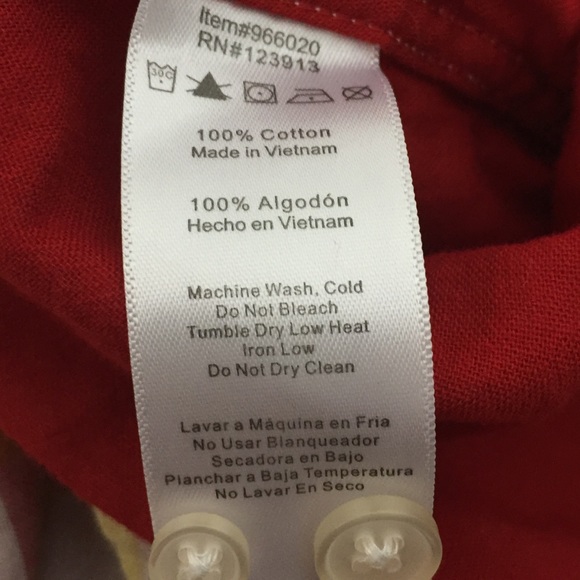 Item#966020
RN#123913
30C
100% Cotton
Made in Vietnam
100% Algodón
Hecho en Vietnam
Machine Wash, Cold
Do Not Bleach
Tumble Dry Low Heat
Iron Low
Do Not Dry Clean
Lavar a Máquina en Fria
No Usar Blanqueador
Secadora en Bajo
Planchar a Baja Temperatura
No Lavar En Seco